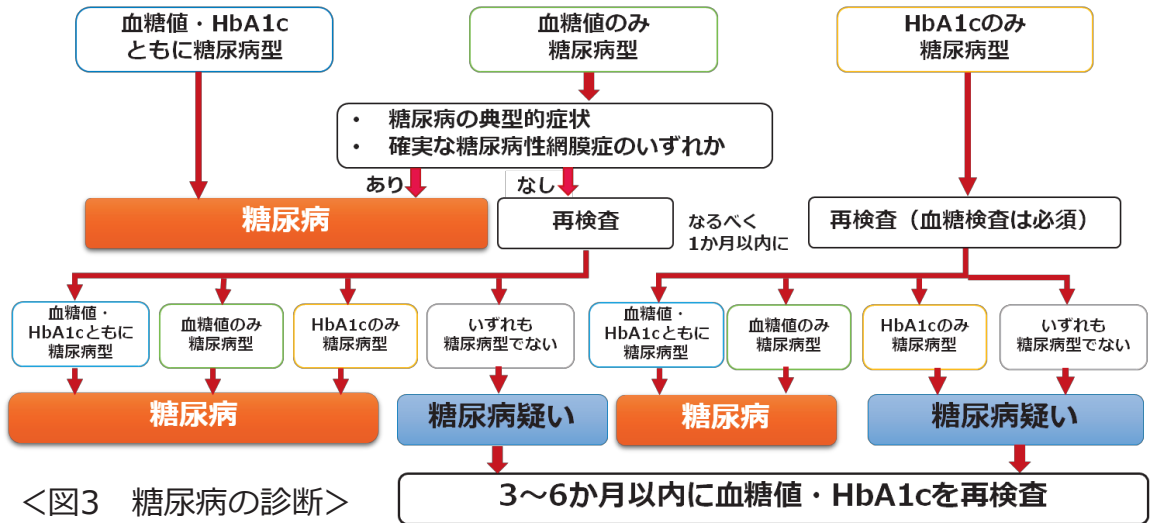 血糖値・HbA1c
ともに糖尿病型
血糖値のみ
糖尿病型
HbA1cのみ
糖尿病型
・ 糖尿病の典型的症状
・ 確実な糖尿病性網膜症のいずれか
あり
なし
糖尿病
再検査
なるべく
1か月以内に
再検査（血糖検査は必須）
血糖値・
HbA1cともに
糖尿病型
血糖値のみ
糖尿病型
HbA1cのみ
糖尿病型
いずれも
糖尿病型でない
血糖値・
HbA1cともに
糖尿病型
血糖値のみ
糖尿病型
HbA1cのみ
糖尿病型
いずれも
糖尿病型でない
糖尿病
糖尿病疑い
糖尿病
糖尿病疑い
＜図3 糖尿病の診断＞
3～6か月以内に血糖値・HbA1cを再検査